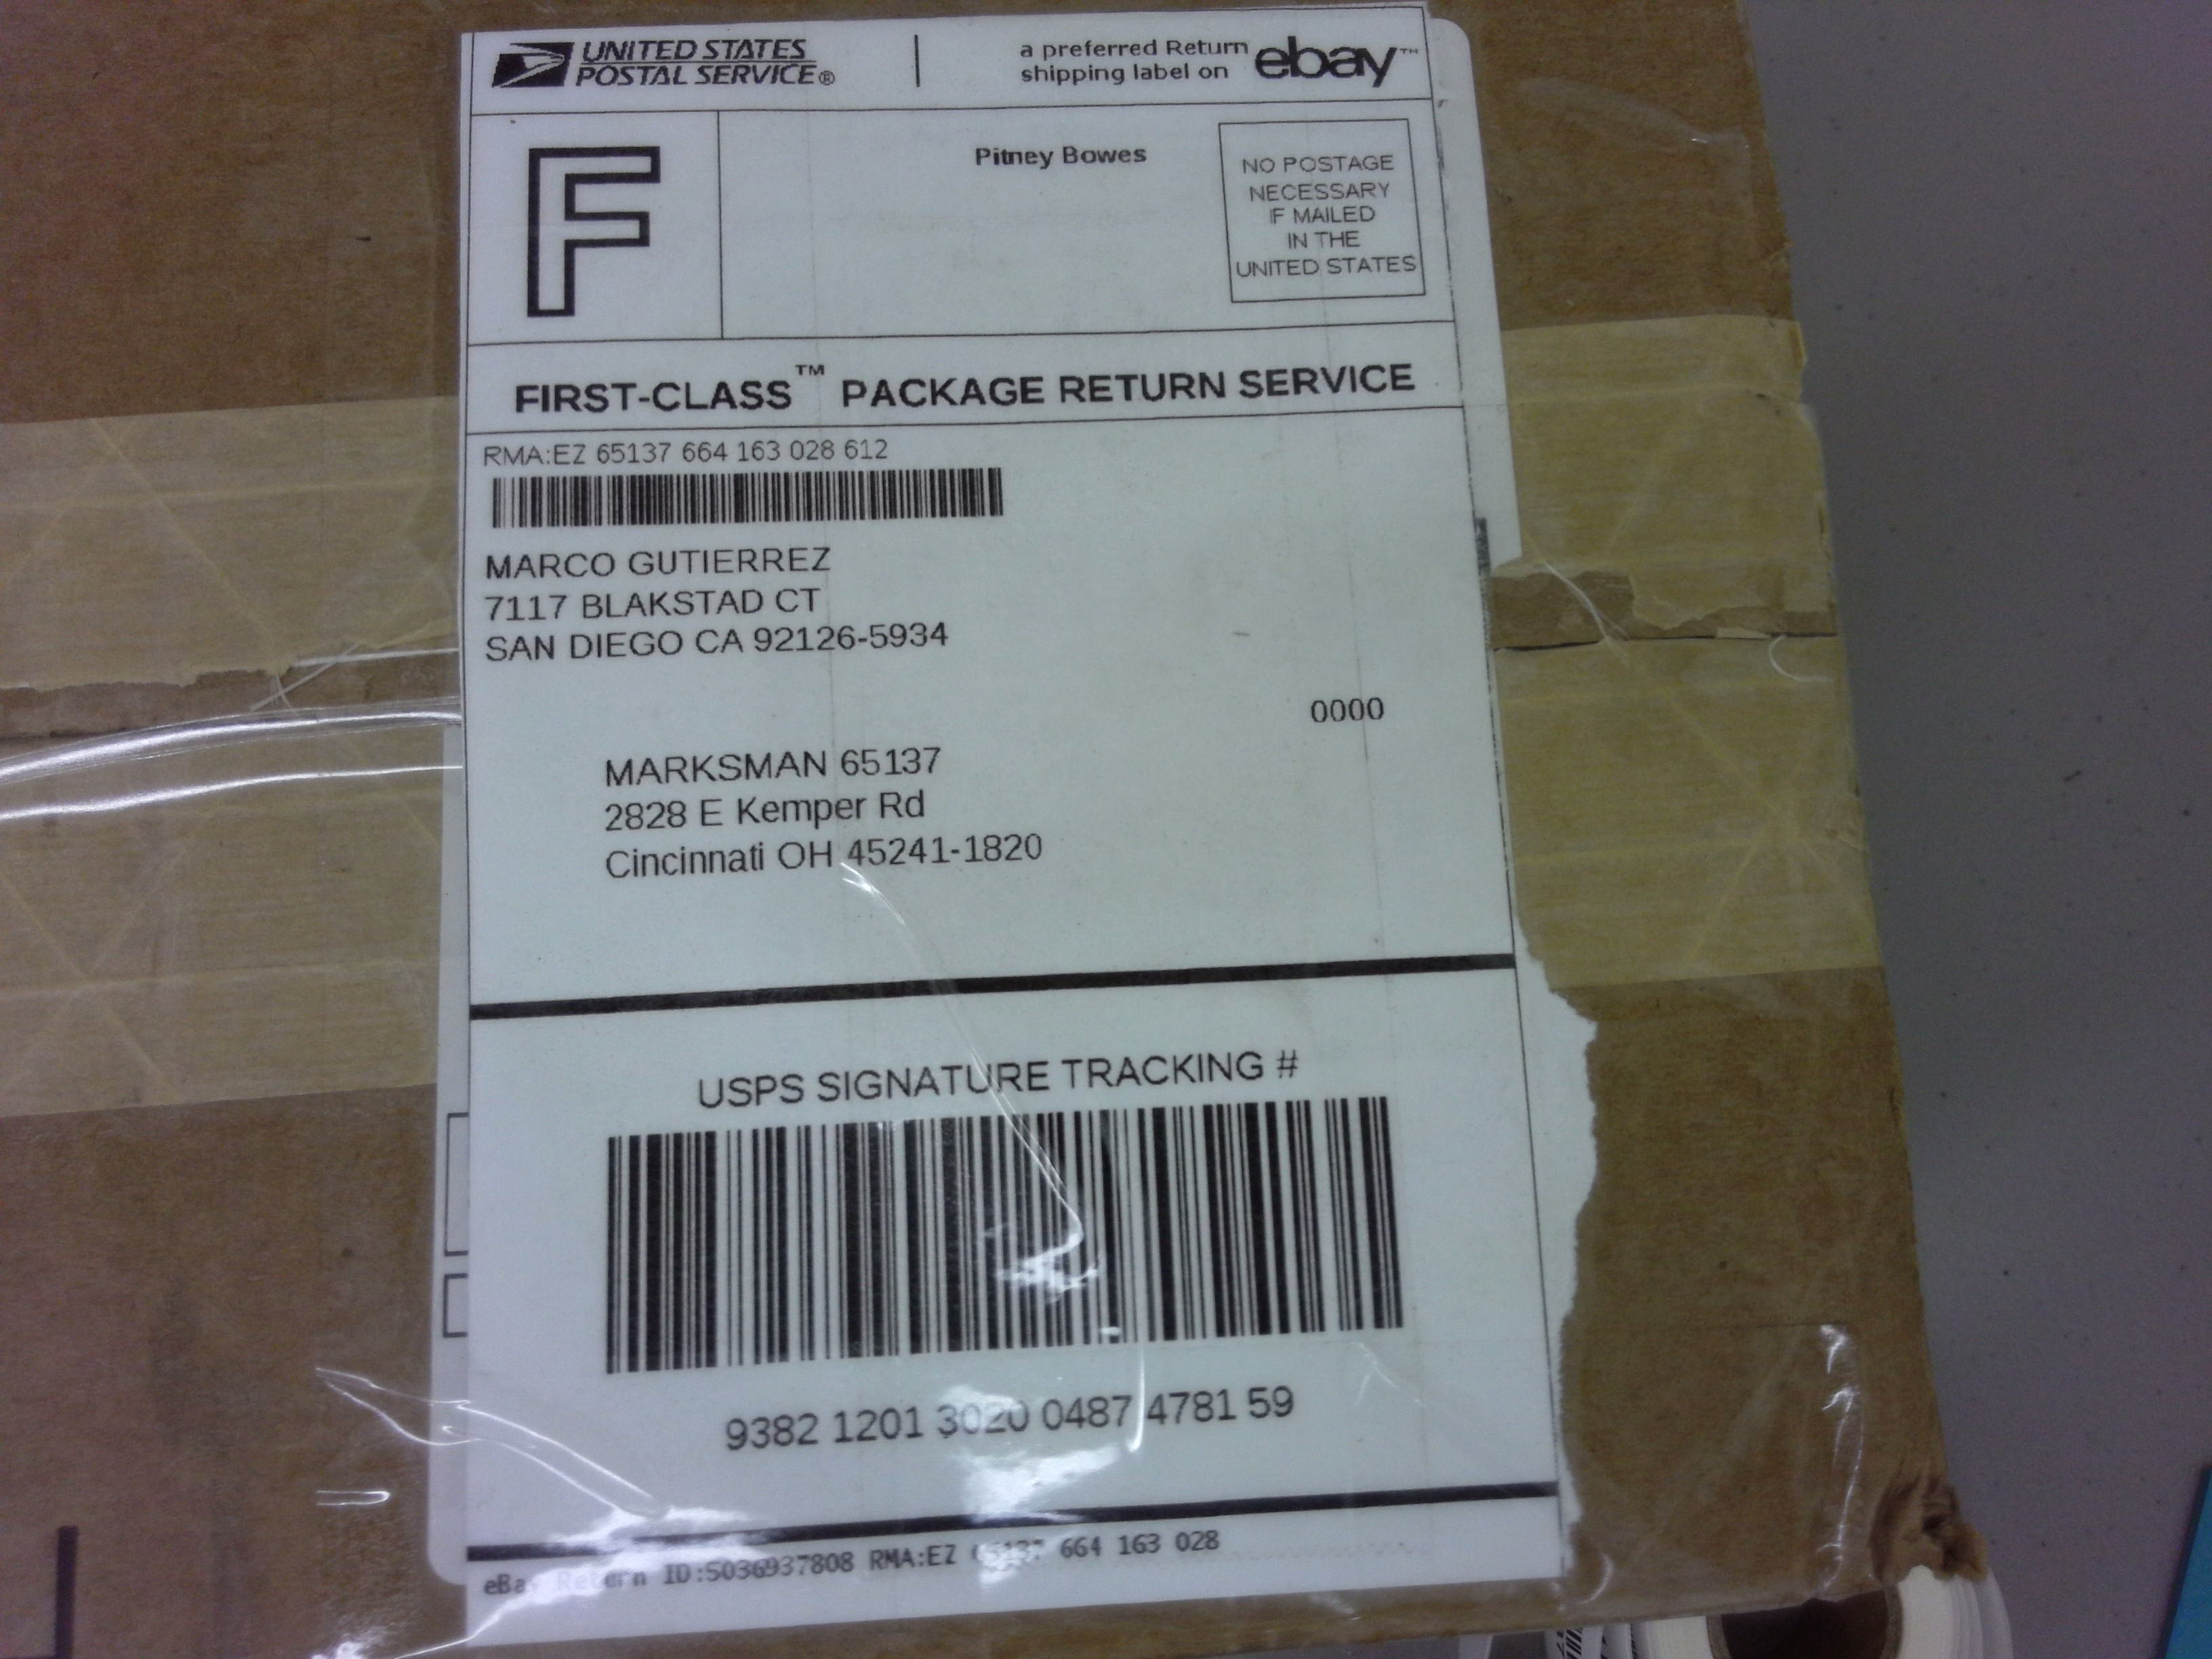 UNITED STATES
POSTAL SERVICE®
a preferred Return
shipping label on
ebay™
F
Pitney Bowes
NO POSTAGE
NECESSARY
IF MAILED
IN THE
UNITED STATES
FIRST-CLASS™ PACKAGE RETURN SERVICE
RMA:EZ 65137 664 163 028 612
MARCO GUTIERREZ
7117 BLAKSTAD CT
SAN DIEGO CA 92126-5934
0000
MARKSMAN 65137
2828 E Kemper Rd
Cincinnati OH 45241-1820
USPS SIGNATURE TRACKING #
9382 1201 3020 0487 4781 59
eBay Return ID:5036937808 RMA:EZ 65137 664 163 028